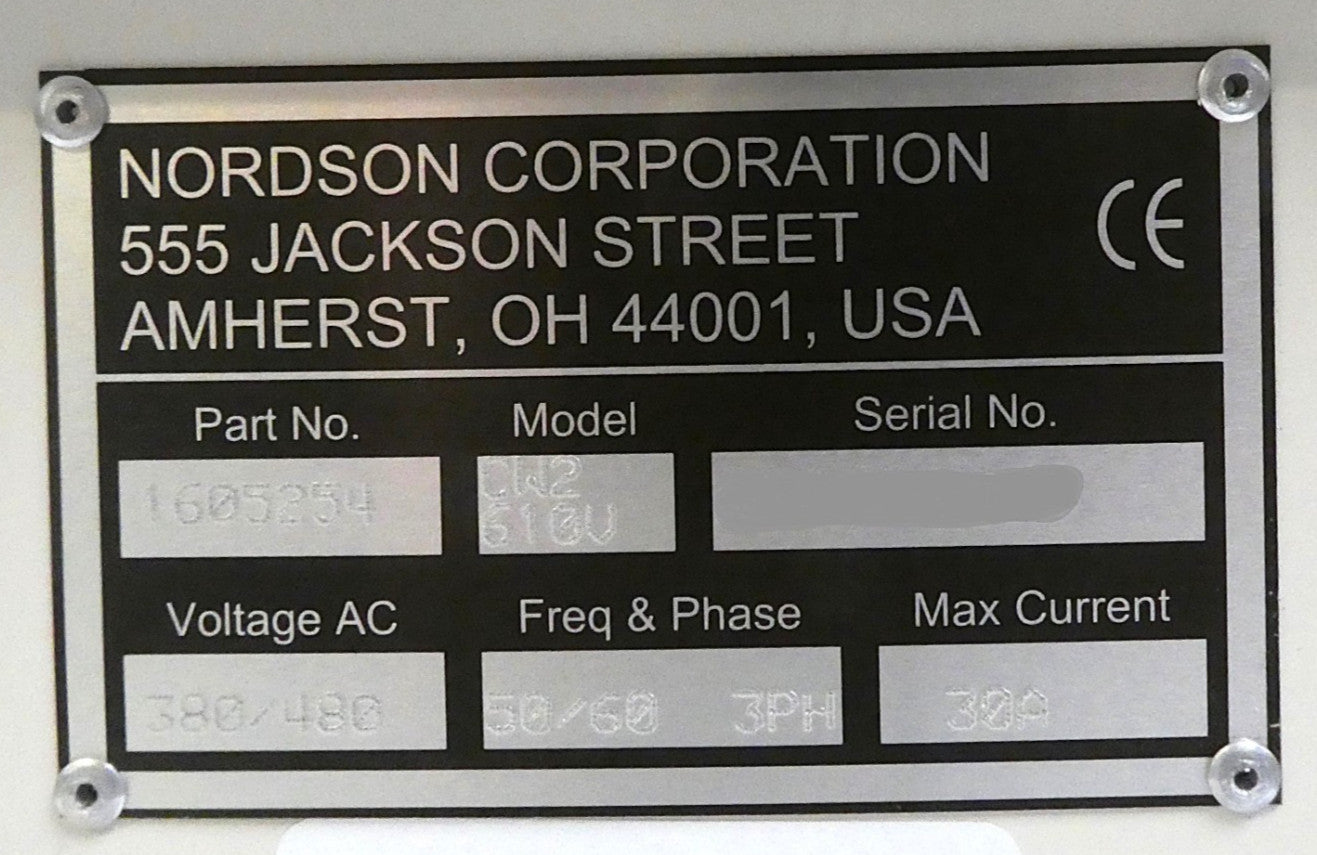 NORDSON CORPORATION
555 JACKSON STREET
AMHERST, OH 44001, USA
CE
Part No.
Model
Serial No.
1605254
CW2
610V
Voltage AC
Freq & Phase
Max Current
380/480
50/60 3PH
30A